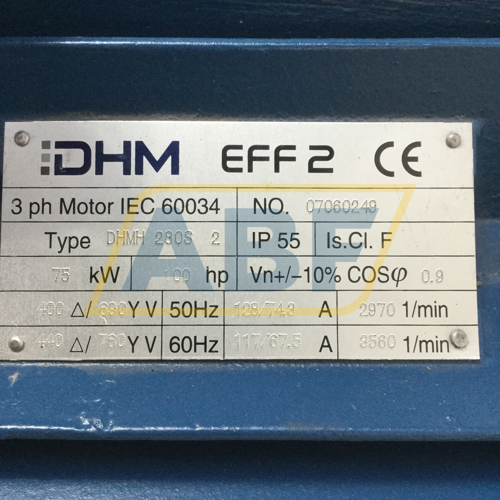 DHM EFF 2 CE
3 ph Motor IEC 60034 NO. 07060249
Type DHMH 280S 2 IP 55 Is.Cl. F
75 kW 100 hp Vn+/-10% COSφ 0.9
400 △/ 690 Y V 50Hz 128/74.3 A 2970 1/min
440 △/ 760 Y V 60Hz 117/67.5 A 3560 1/min
ABF